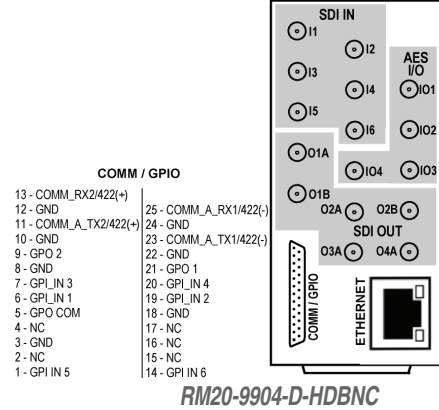 SDI IN
I1
I2
AES
I/O
I3
I4
IO1
I5
I6
IO2
O1A
IO4
IO3
O1B
O2A
O2B
SDI OUT
O3A
O4A
COMM / GPIO
ETHERNET
COMM / GPIO
13 - COMM_RX2/422(+)
12 - GND
11 - COMM_A_TX2/422(+)
10 - GND
9 - GPO 2
8 - GND
7 - GPI_IN 3
6 - GPI_IN 1
5 - GPO COM
4 - NC
3 - GND
2 - NC
1 - GPI IN 5
25 - COMM_A_RX1/422(-)
24 - GND
23 - COMM_A_TX1/422(-)
22 - GND
21 - GPO 1
20 - GPI_IN 4
19 - GPI_IN 2
18 - GND
17 - NC
16 - NC
15 - NC
14 - GPI IN 6
RM20-9904-D-HDBNC